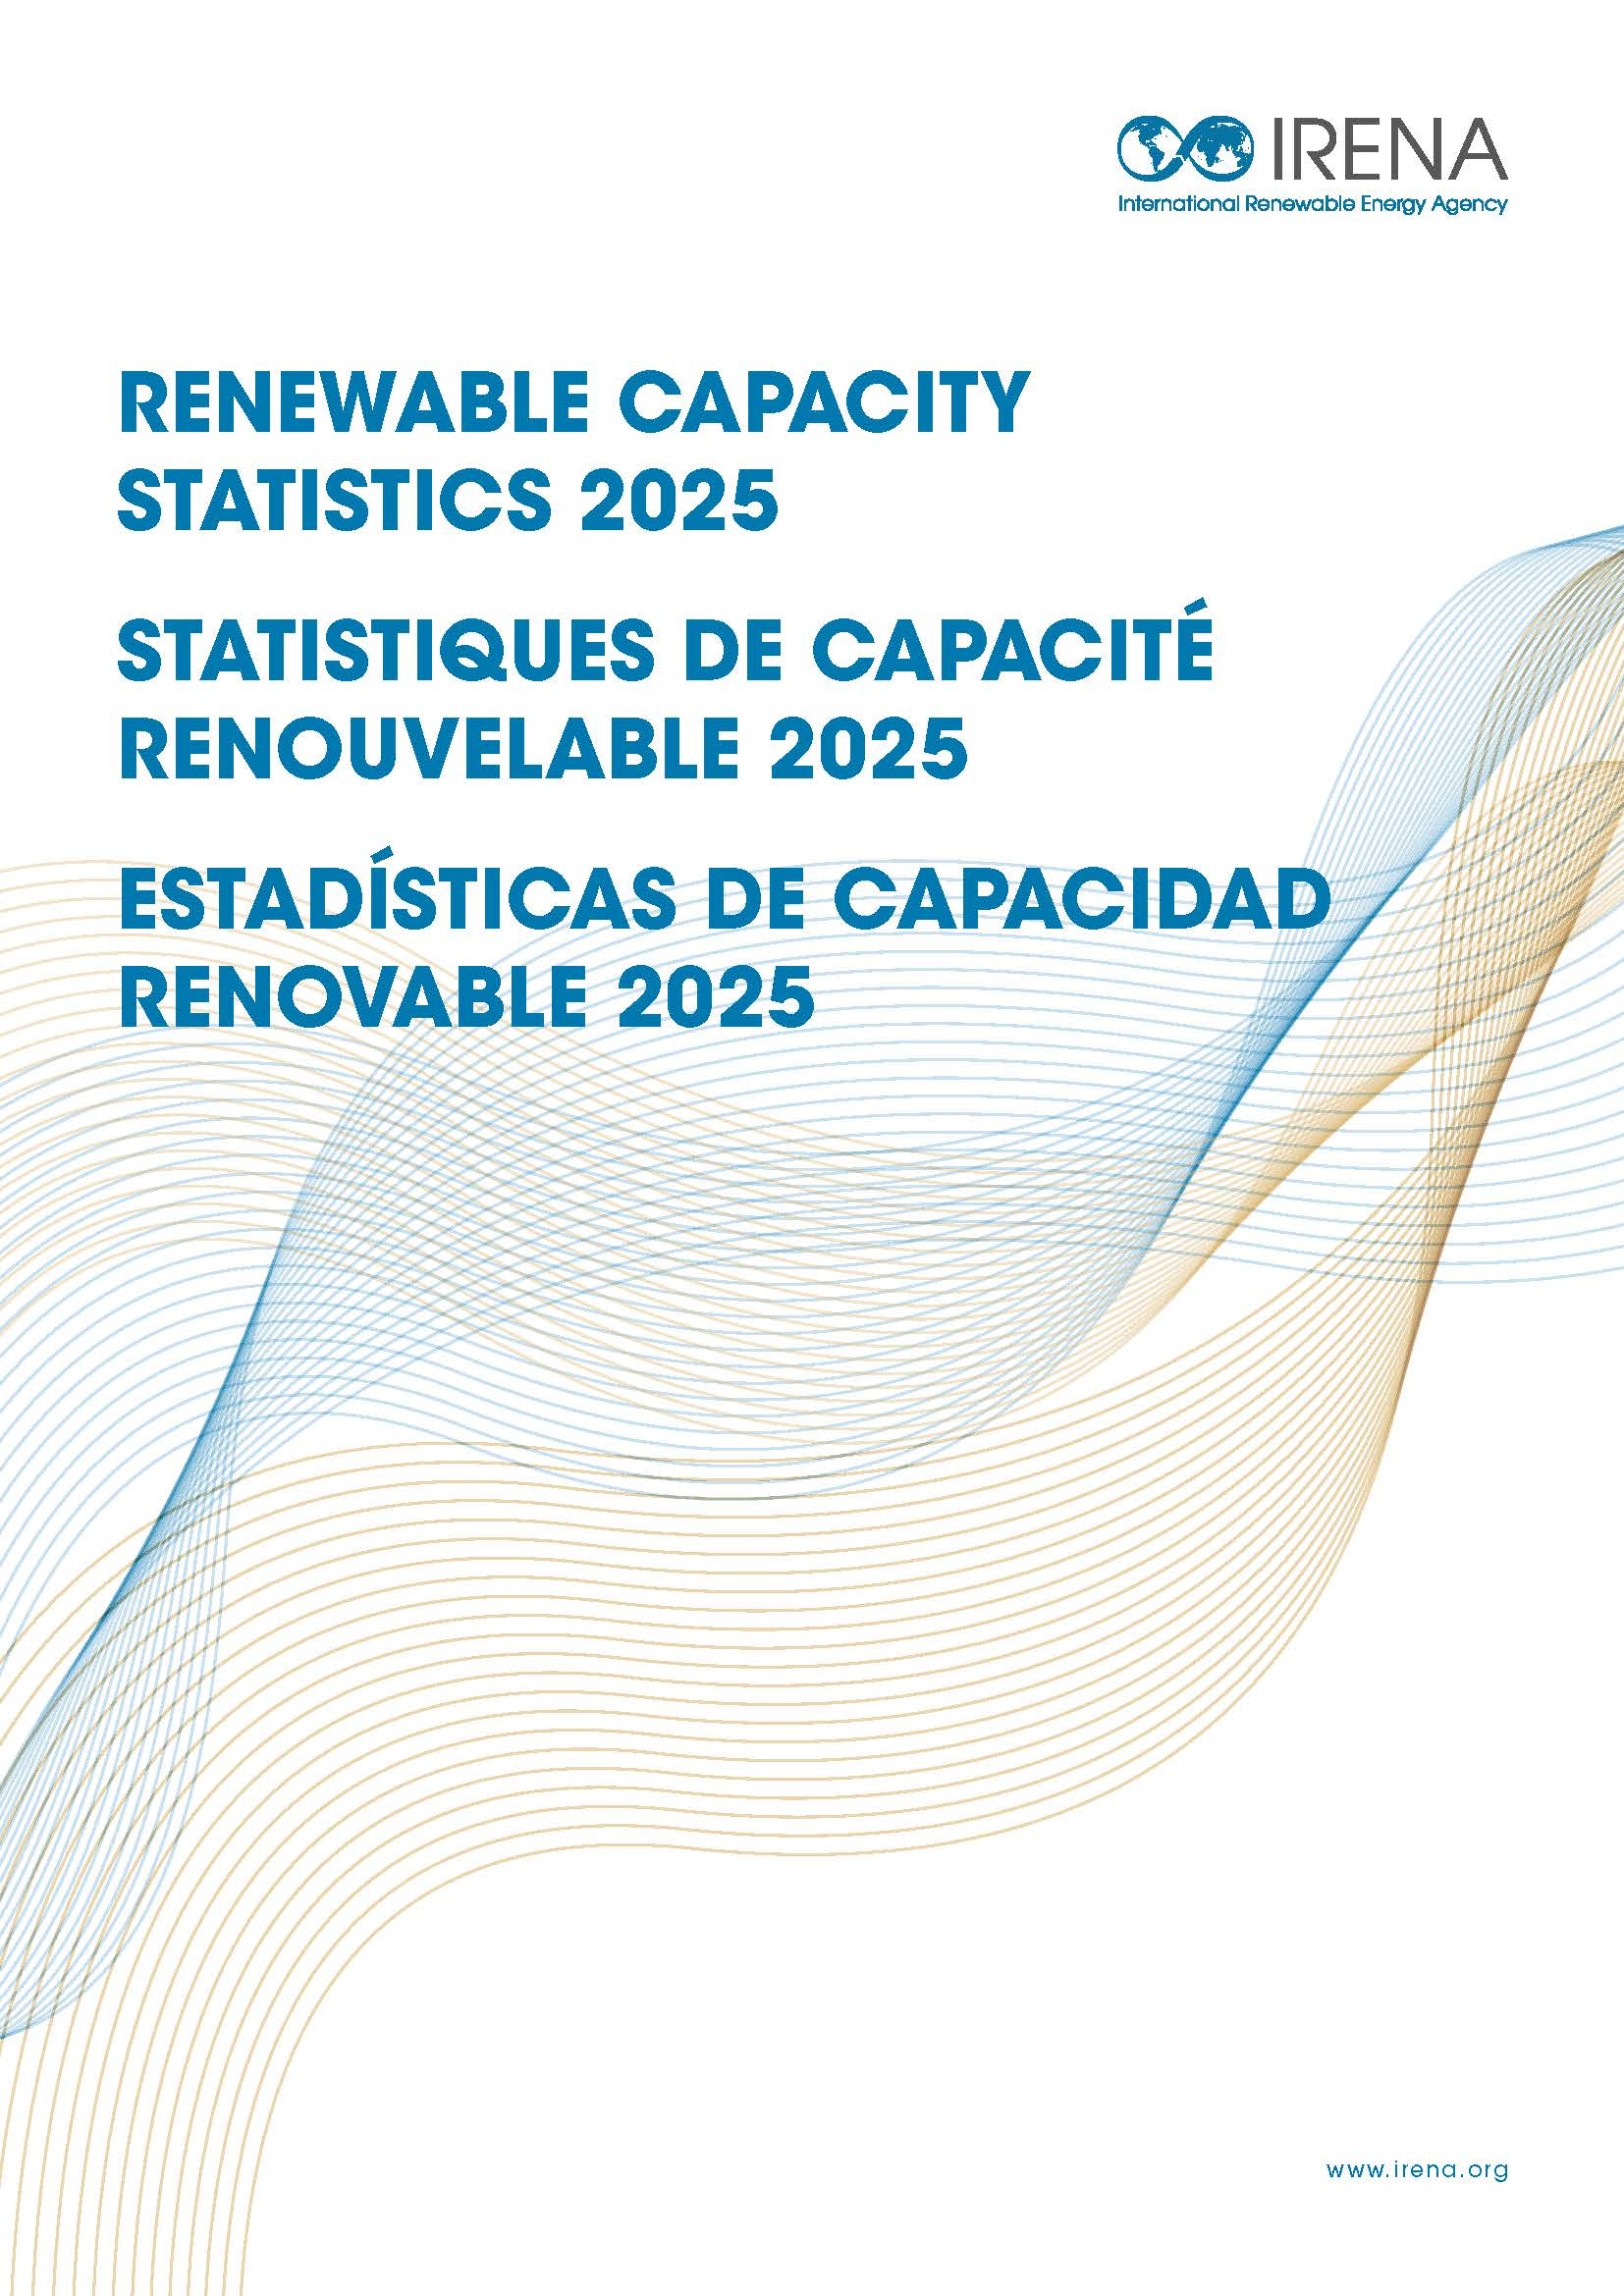 IRENA
International Renewable Energy Agency
RENEWABLE CAPACITY
STATISTICS 2025
STATISTIQUES DE CAPACITÉ
RENOUVELABLE 2025
ESTADÍSTICAS DE CAPACIDAD
RENOVABLE 2025
www.irena.org